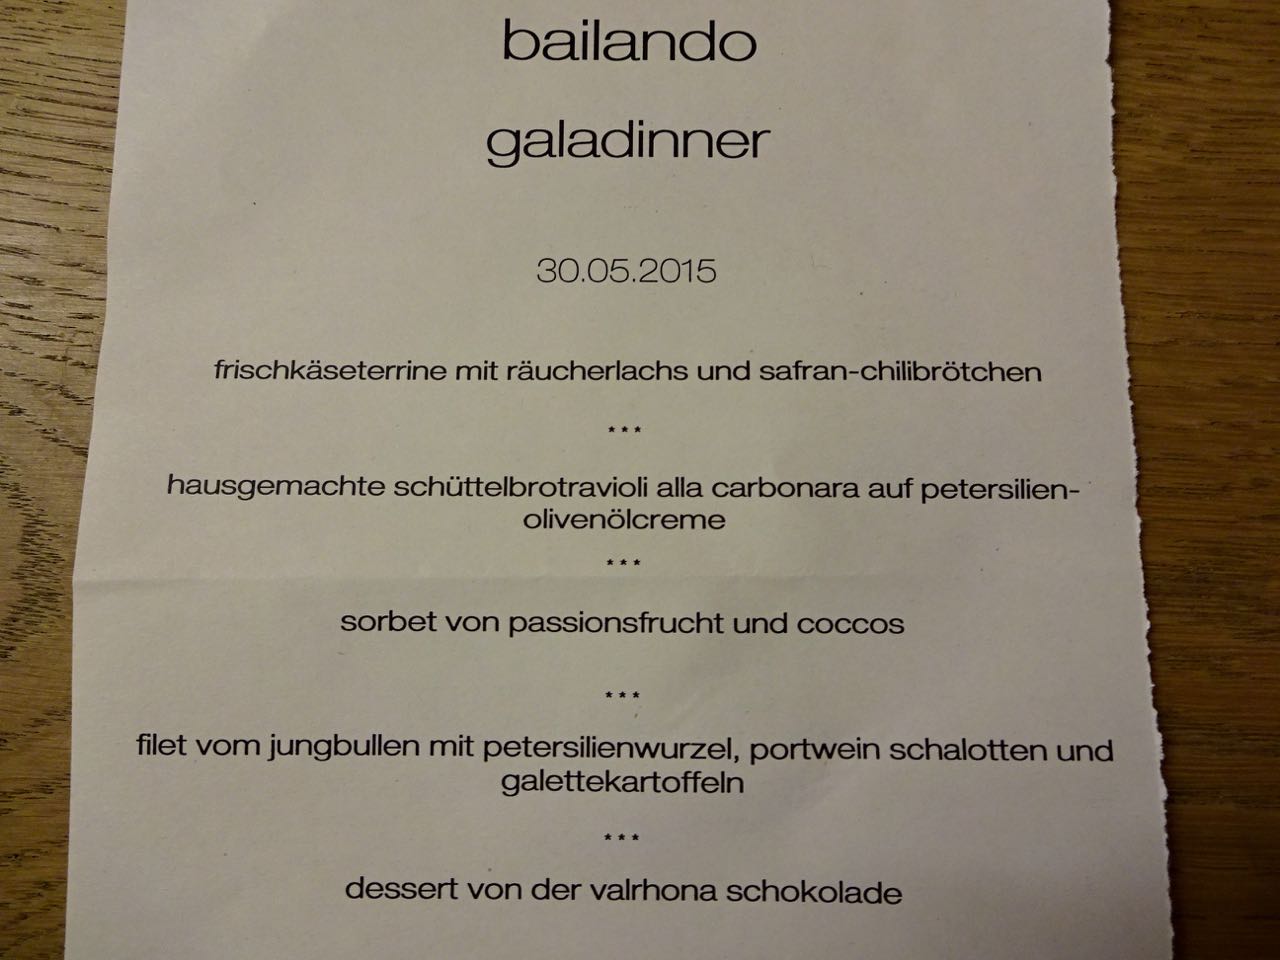 bailando
galadinner
30.05.2015
frischkäseterrine mit räucherlachs und safran-chilibrötchen
***
hausgemachte schüttelbrotravioli alla carbonara auf petersilien-
olivenölcreme
***
sorbet von passionsfrucht und coccos
***
filet vom jungbullen mit petersilienwurzel, portwein schalotten und
galettekartoffeln
***
dessert von der valrhona schokolade